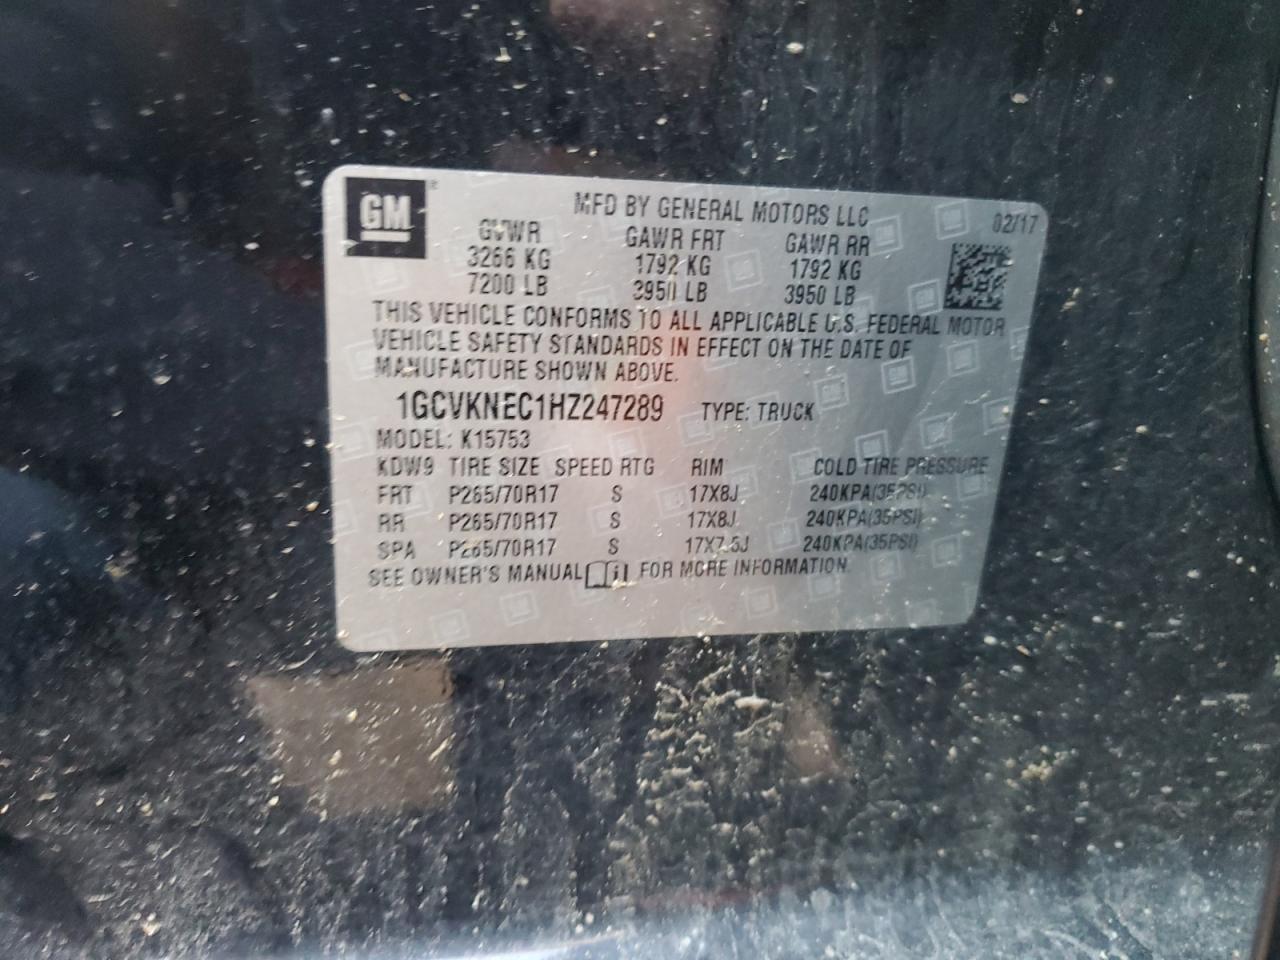 GM
MFD BY GENERAL MOTORS LLC 02/17
GVWR GAWR FRT GAWR RR
3266 KG 1792 KG 1792 KG
7200 LB 3950 LB 3950 LB
THIS VEHICLE CONFORMS TO ALL APPLICABLE U.S. FEDERAL MOTOR
VEHICLE SAFETY STANDARDS IN EFFECT ON THE DATE OF
MANUFACTURE SHOWN ABOVE.
1GCVKNEC1HZ247289 TYPE: TRUCK
MODEL: K15753
KDW9 TIRE SIZE SPEED RTG RIM COLD TIRE PRESSURE
FRT P265/70R17 S 17X8J 240KPA(35PSI)
RR P265/70R17 S 17X8J 240KPA(35PSI)
SPA P265/70R17 S 17X7.5J 240KPA(35PSI)
SEE OWNER'S MANUAL FOR MORE INFORMATION.